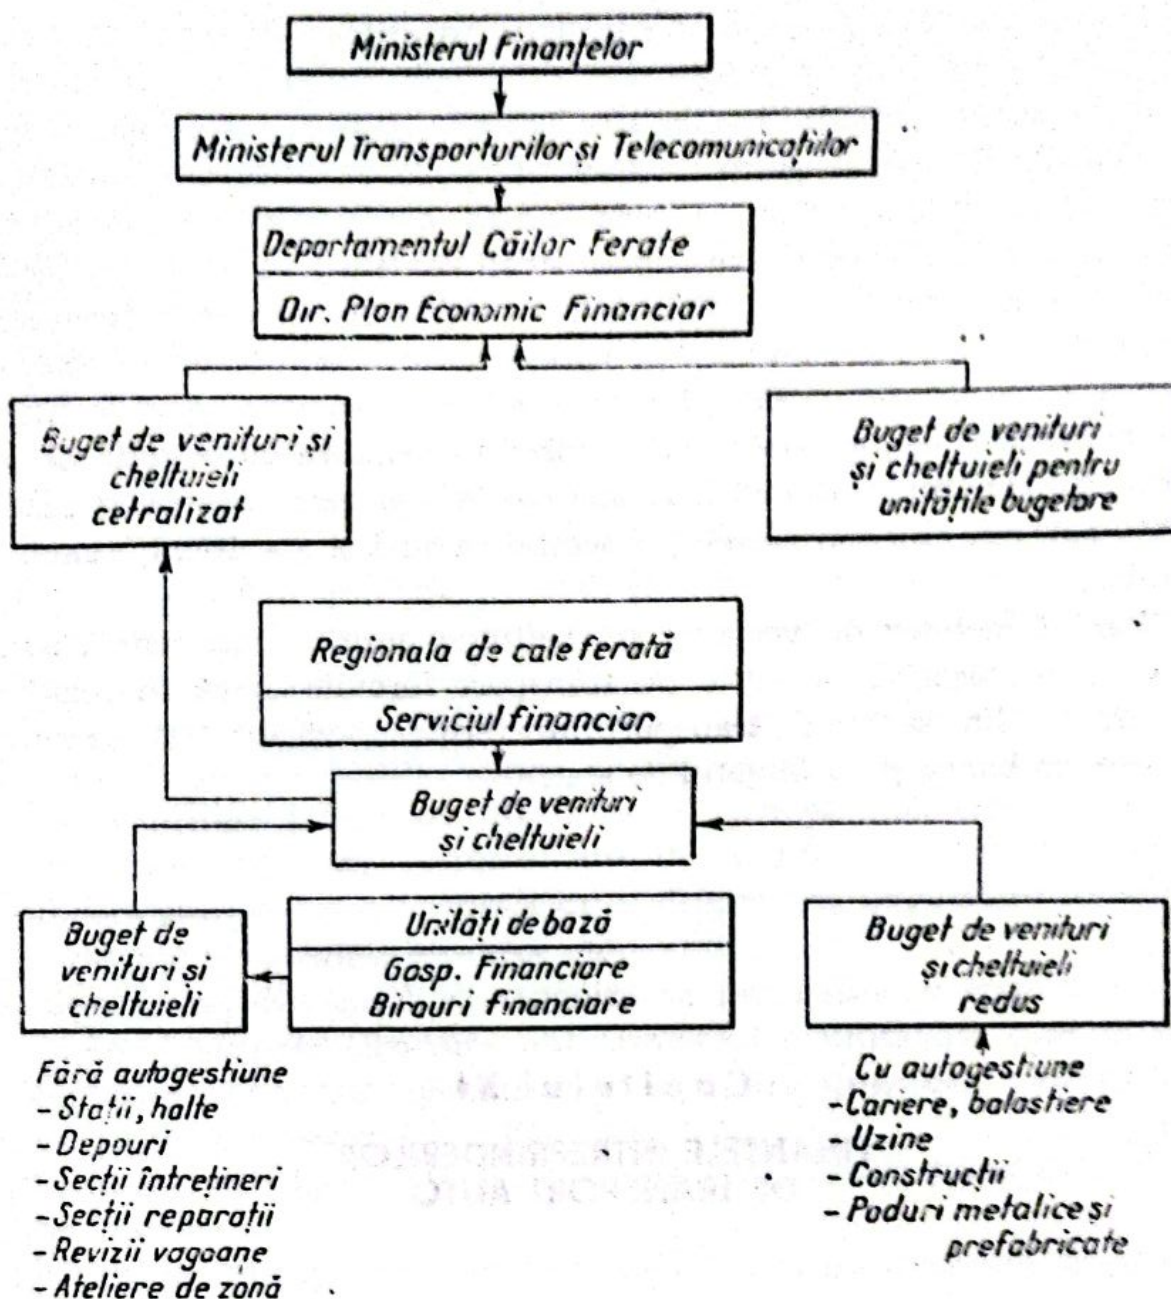 Ministerul Finanțelor
Ministerul Transporturilor și Telecomunicațiilor
Departamentul Căilor Ferate
Dir. Plan Economic Financiar
Buget de venituri și
cheltuieli
cetralizat
Buget de venituri
și cheltuieli pentru
unitățile bugetare
Regionala de cale ferată
Serviciul financiar
Buget de venituri
și cheltuieli
Buget de
venituri și
cheltuieli
Unități de bază
Gosp. Financiare
Birouri Financiare
Buget de venituri
și cheltuieli
redus
Fără autogestiune
- Stații, halte
- Depouri
- Secții întrețineri
- Secții reparații
- Revizii vagoane
- Ateliere de zonă
Cu autogestiune
- Cariere, balastiere
- Uzine
- Construcții
- Poduri metalice și
prefabricate